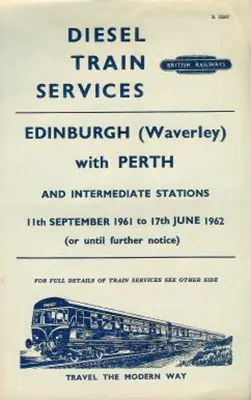 DIESEL
TRAIN
SERVICES
BRITISH RAILWAYS
EDINBURGH (Waverley)
with PERTH
AND INTERMEDIATE STATIONS
11th SEPTEMBER 1961 to 17th JUNE 1962
(or until further notice)
FOR FULL DETAILS OF TRAIN SERVICES SEE OTHER SIDE
TRAVEL THE MODERN WAY